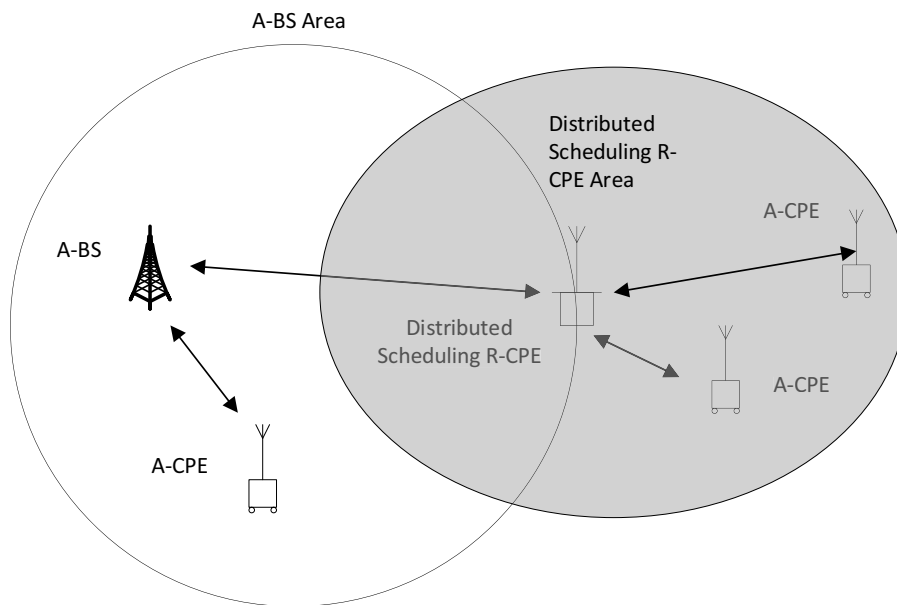 A-BS Area
Distributed
Scheduling R-
CPE Area
A-CPE
A-BS
Distributed
Scheduling R-CPE
A-CPE
A-CPE